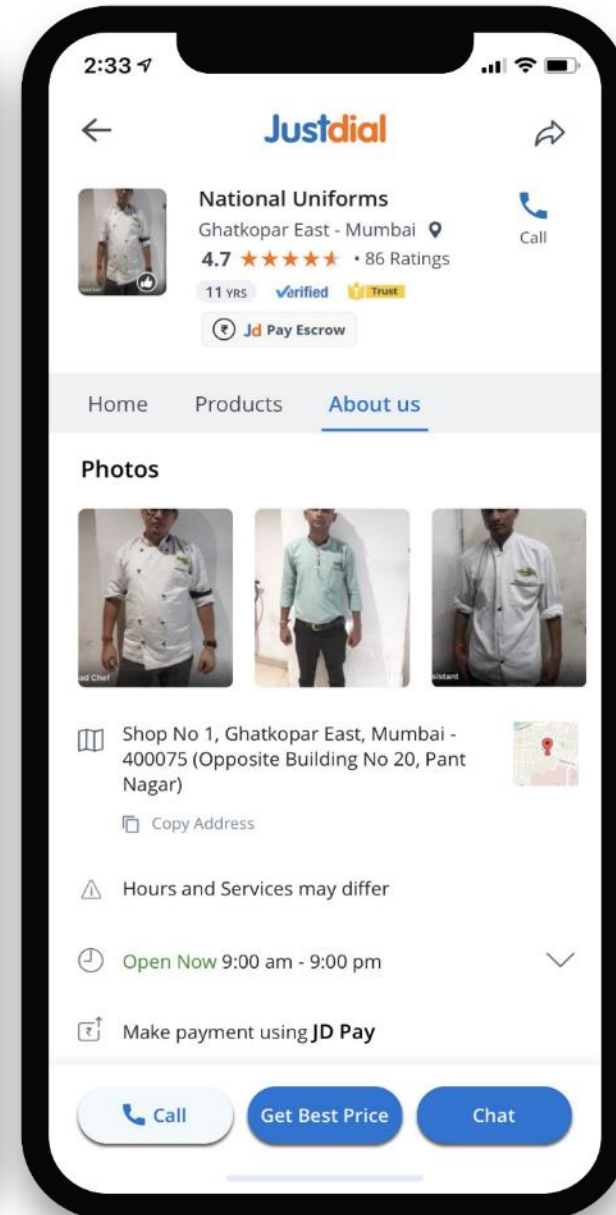 2:33
Justdial
National Uniforms
Ghatkopar East - Mumbai
Call
4.7 ★★★★★ • 86 Ratings
11 YRS Verified Trust
Jd Pay Escrow
Home Products About us
Photos
ad Chef
sistant
Shop No 1, Ghatkopar East, Mumbai -
400075 (Opposite Building No 20, Pant
Nagar)
Copy Address
Hours and Services may differ
Open Now 9:00 am - 9:00 pm
Make payment using JD Pay
Call Get Best Price Chat